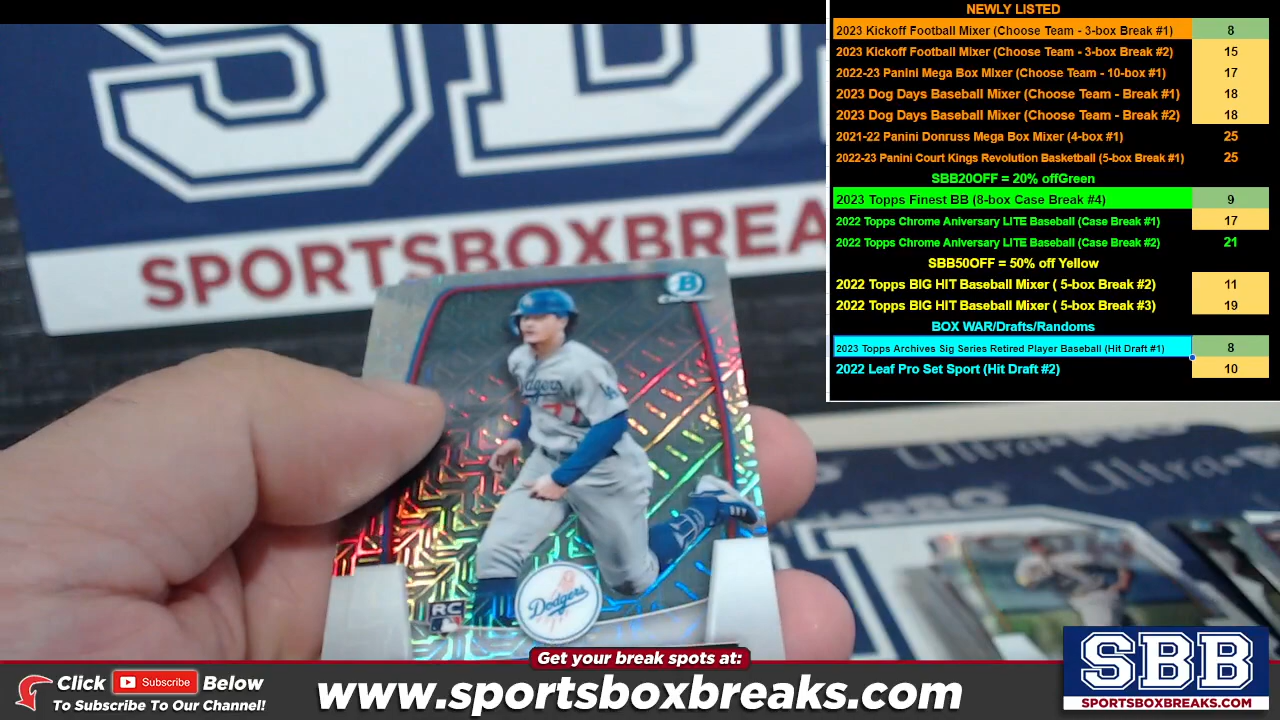 NEWLY LISTED
2023 Kickoff Football Mixer (Choose Team - 3-box Break #1) 8
2023 Kickoff Football Mixer (Choose Team - 3-box Break #2) 15
2022-23 Panini Mega Box Mixer (Choose Team - 10-box #1) 17
2023 Dog Days Baseball Mixer (Choose Team - Break #1) 18
2023 Dog Days Baseball Mixer (Choose Team - Break #2) 18
2021-22 Panini Donruss Mega Box Mixer (4-box #1) 25
2022-23 Panini Court Kings Revolution Basketball (5-box Break #1) 25
SBB20OFF = 20% offGreen
2023 Topps Finest BB (8-box Case Break #4) 9
2022 Topps Chrome Aniversary LITE Baseball (Case Break #1) 17
2022 Topps Chrome Aniversary LITE Baseball (Case Break #2) 21
SBB50OFF = 50% off Yellow
2022 Topps BIG HIT Baseball Mixer ( 5-box Break #2) 11
2022 Topps BIG HIT Baseball Mixer ( 5-box Break #3) 19
BOX WAR/Drafts/Randoms
2023 Topps Archives Sig Series Retired Player Baseball (Hit Draft #1) 8
2022 Leaf Pro Set Sport (Hit Draft #2) 10
SPORTSBOXBREA
B
Dodgers
LA
RC
Dodgers
Ultra
SBB
SPORTSBOXBREAKS.COM
Get your break spots at:
Click Subscribe Below
To Subscribe To Our Channel!
www.sportsboxbreaks.com